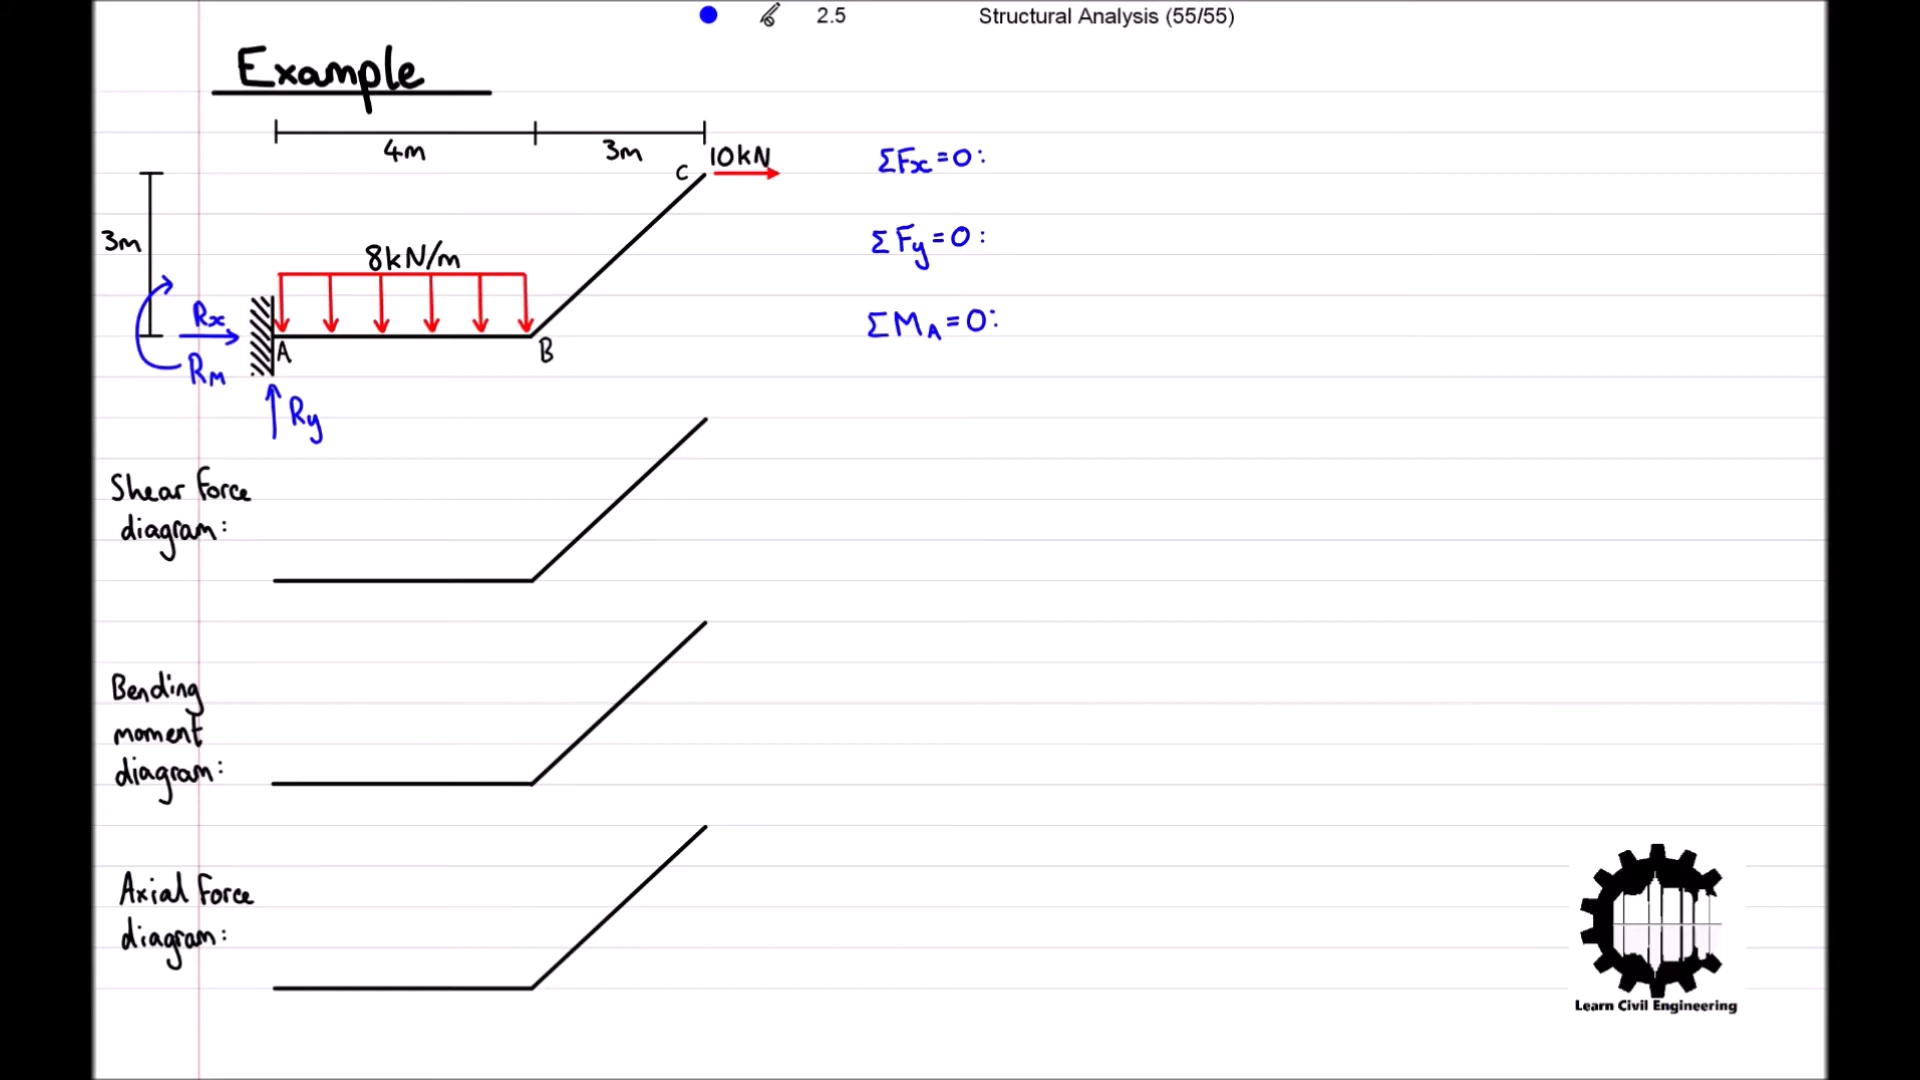 2.5 Structural Analysis (55/55)
Example
4m 3m
C 10kN
3m
8kN/m
Rx
A B
RM
Ry
ΣFx=0:
ΣFy=0:
ΣMA=0:
Shear Force
diagram:
Bending
moment
diagram:
Axial Force
diagram:
Learn Civil Engineering